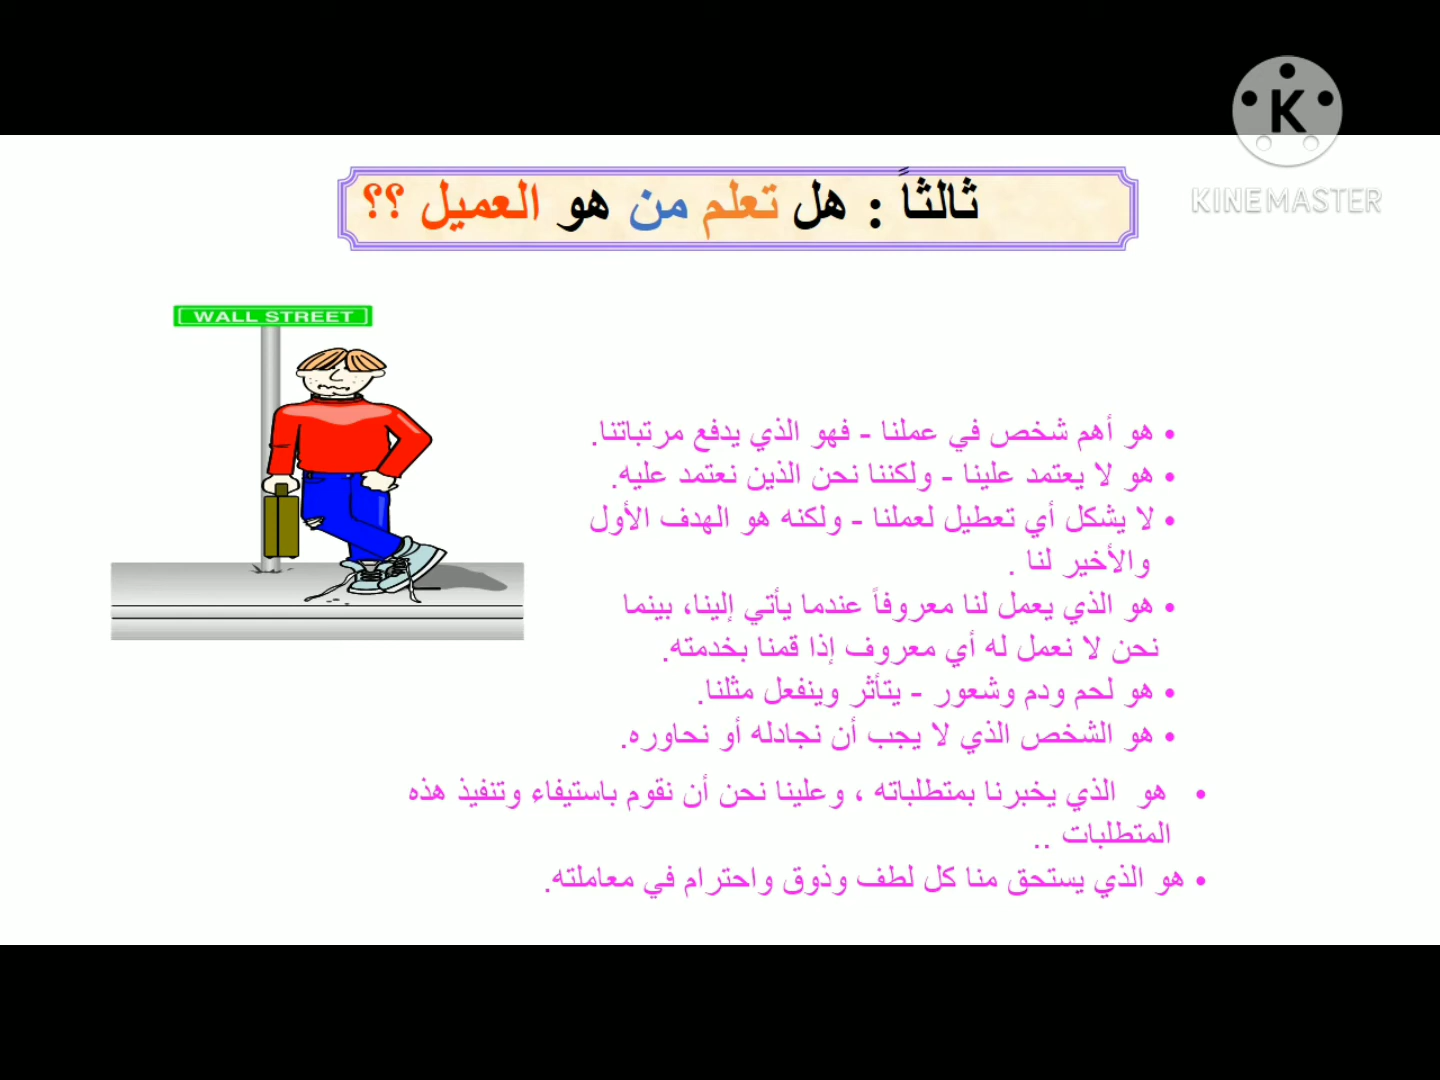 K
KINEMASTER
ثالثاً : هل تعلم من هو العميل ؟؟
WALL STREET
• هو أهم شخص في عملنا - فهو الذي يدفع مرتباتنا.
• هو لا يعتمد علينا - ولكننا نحن الذين نعتمد عليه.
• لا يشكل أي تعطيل لعملنا - ولكنه هو الهدف الأول
والأخير لنا .
• هو الذي يعمل لنا معروفاً عندما يأتي إلينا، بينما
نحن لا نعمل له أي معروف إذا قمنا بخدمته.
• هو لحم ودم وشعور - يتأثر وينفعل مثلنا.
• هو الشخص الذي لا يجب أن نجادله أو نحاوره.
• هو الذي يخبرنا بمتطلباته ، وعلينا نحن أن نقوم باستيفاء وتنفيذ هذه
المتطلبات ..
• هو الذي يستحق منا كل لطف وذوق واحترام في معاملته.